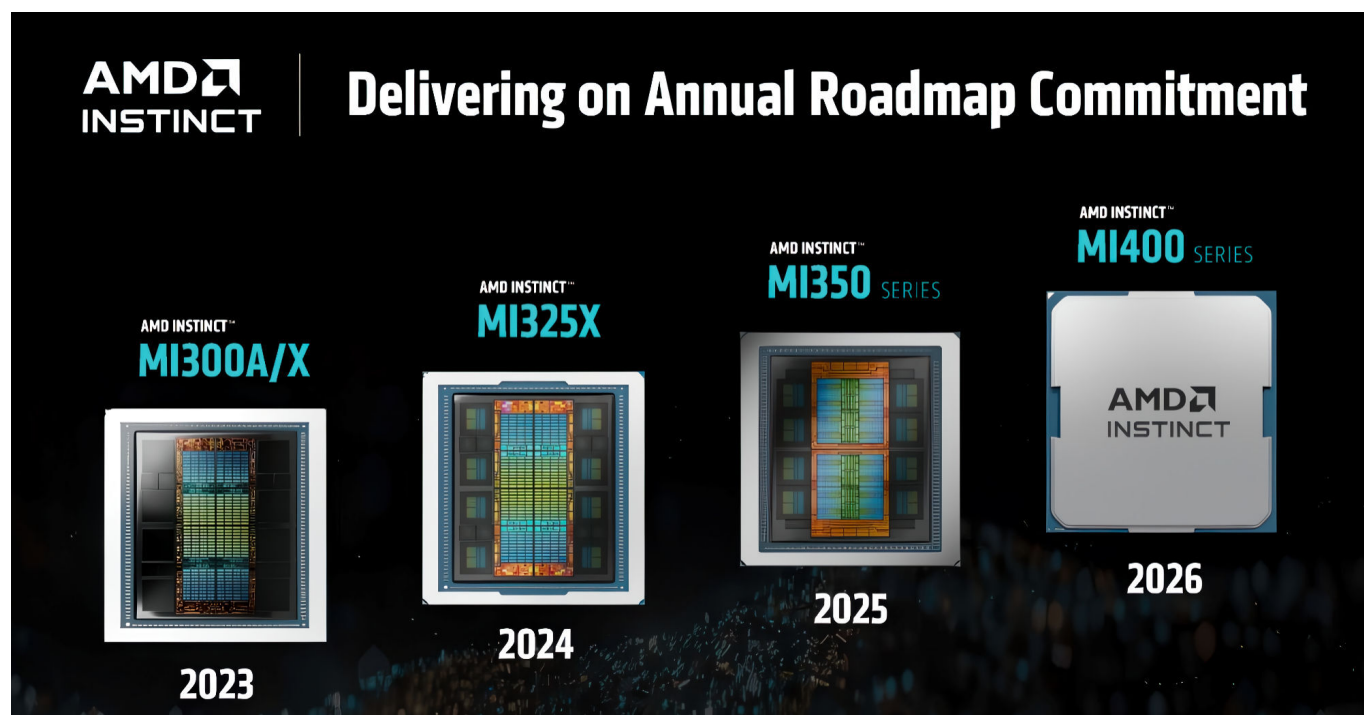 AMD
INSTINCT
Delivering on Annual Roadmap Commitment
AMD INSTINCT™
MI300A/X
2023
AMD INSTINCT™
MI325X
2024
AMD INSTINCT™
MI350 SERIES
2025
AMD INSTINCT™
MI400 SERIES
AMD
INSTINCT
2026